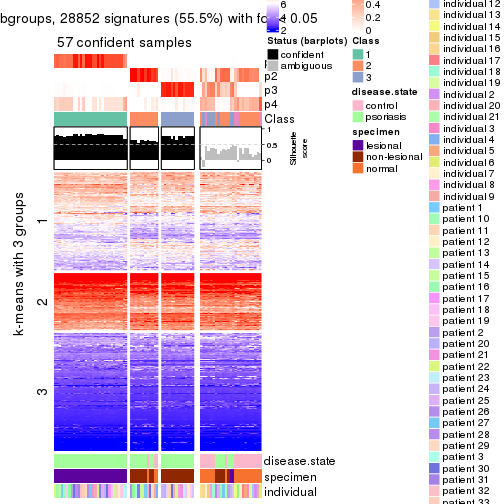 bgroups, 28852 signatures (55.5%) with fd
< 0.05
57 confident samples
p2
p3
p4
Class
1
0.5
0
Silhouette
score
k-means with 3 groups
1
2
3
disease.state
specimen
individual
6
4
2
Status (barplots)
confident
ambiguous
0.4
0.2
0
Class
1
2
3
disease.state
control
psoriasis
specimen
lesional
non-lesional
normal
individual 12
individual 13
individual 14
individual 15
individual 16
individual 17
individual 18
individual 19
individual 2
individual 20
individual 21
individual 3
individual 4
individual 5
individual 6
individual 7
individual 8
individual 9
patient 1
patient 10
patient 11
patient 12
patient 13
patient 14
patient 15
patient 16
patient 17
patient 18
patient 19
patient 2
patient 20
patient 21
patient 22
patient 23
patient 24
patient 25
patient 26
patient 27
patient 28
patient 29
patient 3
patient 30
patient 31
patient 32
patient 33